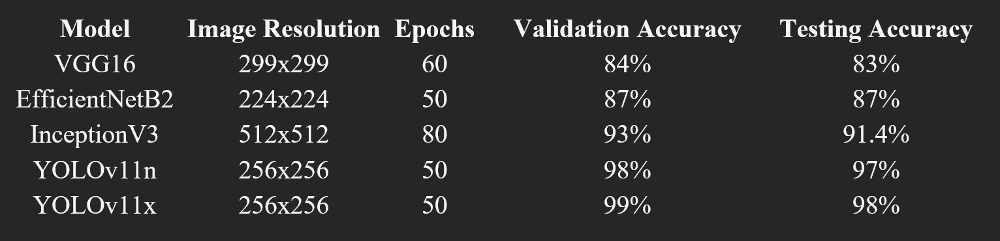 Model Image Resolution Epochs Validation Accuracy Testing Accuracy
VGG16 299x299 60 84% 83%
EfficientNetB2 224x224 50 87% 87%
InceptionV3 512x512 80 93% 91.4%
YOLOv11n 256x256 50 98% 97%
YOLOv11x 256x256 50 99% 98%